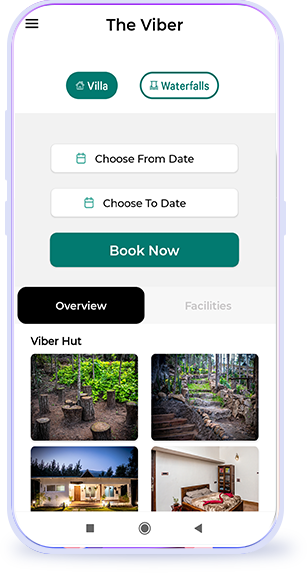 The Viber
Villa
Waterfalls
Choose From Date
Choose To Date
Book Now
Overview
Facilities
Viber Hut